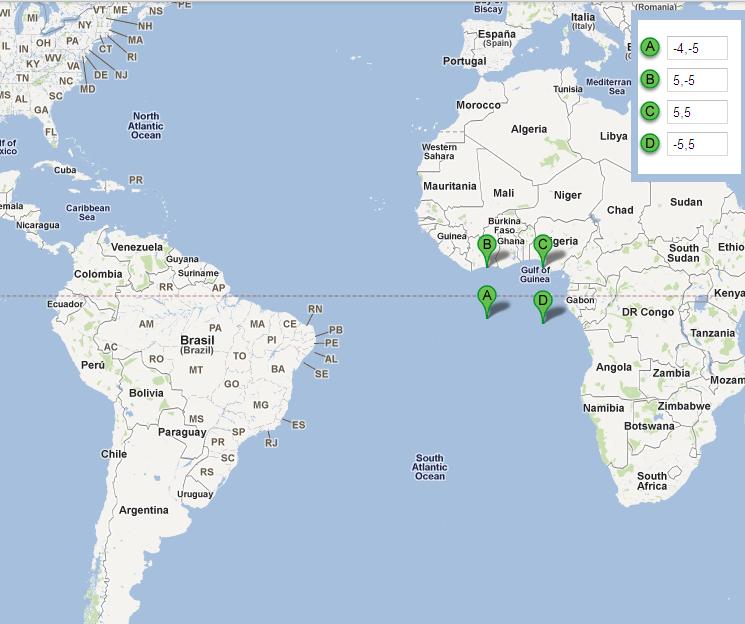 VT
ME
NS
PE
Bay of
Biscay
Italia
(Italy)
(Romania)
NY
NH
IL
IN
OH
PA
MA
CT
RI
KY
WV
VA
DE
NJ
TN
NC
MD
MS
AL
SC
GA
FL
España
(Spain)
Portugal
A
-4,-5
B
5,-5
C
5,5
D
-5,5
North
Atlantic
Ocean
Tunisia
Mediterranean
Sea
Morocco
Algeria
Libya
Western
Sahara
Cuba
PR
Mauritania
Mali
Niger
Chad
Sudan
Caribbean
Sea
Nicaragua
Burkina
Faso
Guinea
Ghana
B
C
Venezuela
Guyana
Suriname
Colombia
South
Sudan
Ethio
Gulf of
Guinea
RR
AP
A
D
Ecuador
Gabon
Kenya
RN
DR Congo
AM
PA
MA
CE
PB
PE
AL
SE
PI
Brasil
(Brazil)
Tanzania
AC
RO
TO
BA
Perú
MT
GO
Angola
Zambia
Mozam
Bolivia
MG
Namibia
Zimbabwe
Botswana
MS
ES
Paraguay
SP
RJ
PR
SC
Chile
RS
South
Atlantic
Ocean
South
Africa
Uruguay
Argentina